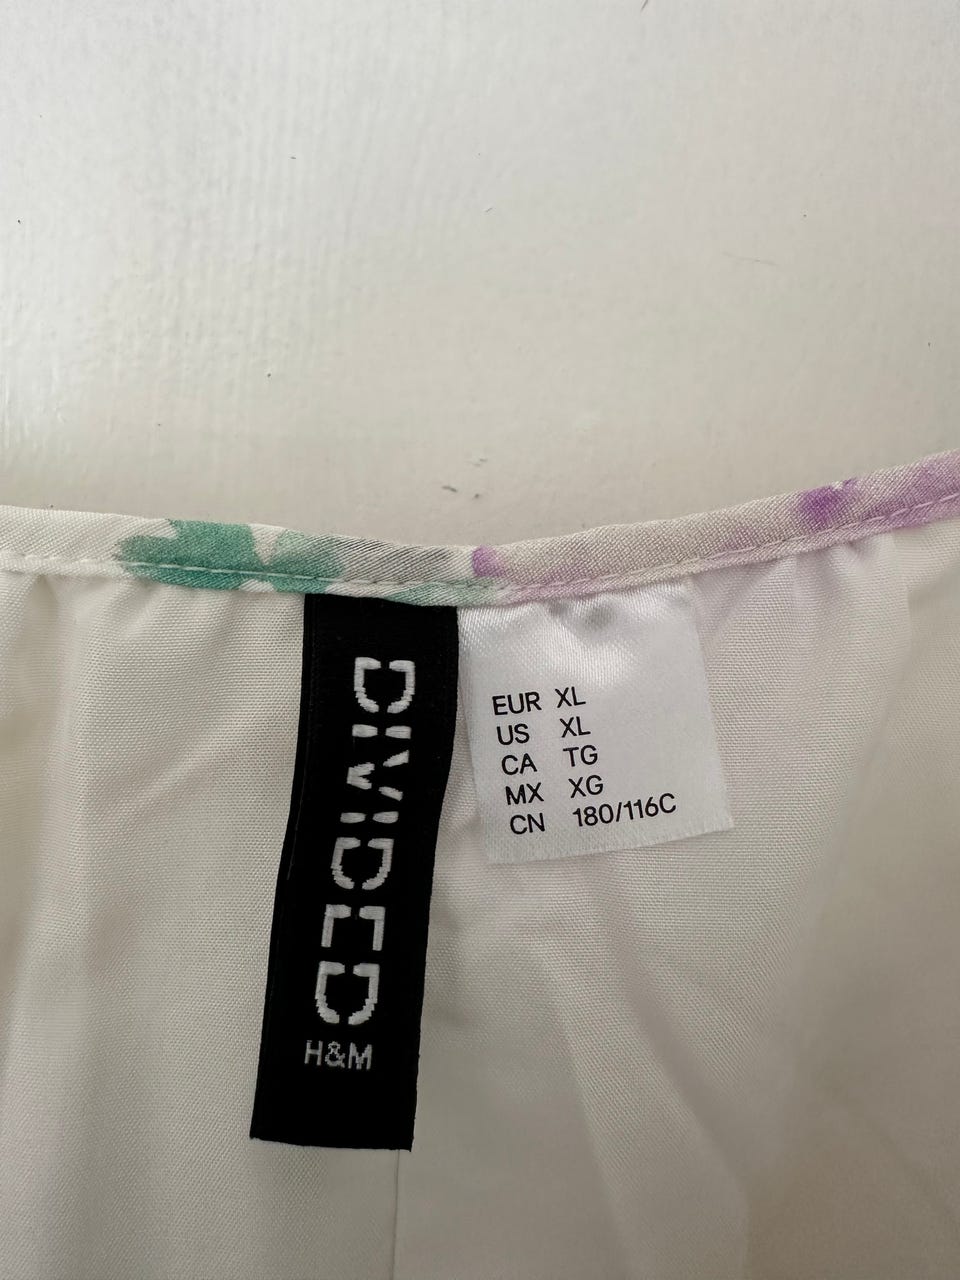 DIVIDED
H&M
EUR XL
US XL
CA TG
MX XG
CN 180/116C